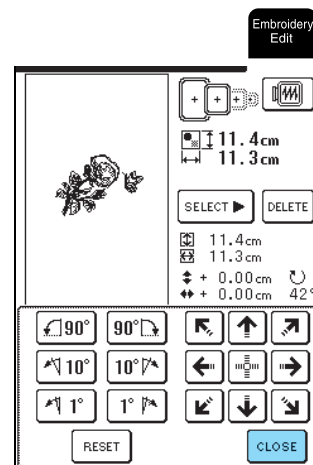 Embroidery
Edit
11.4cm
11.3cm
SELECT DELETE
11.4cm
11.3cm
+ 0.00cm
+ 0.00cm 42°
90° 90°
10° 10°
1° 1°
RESET CLOSE